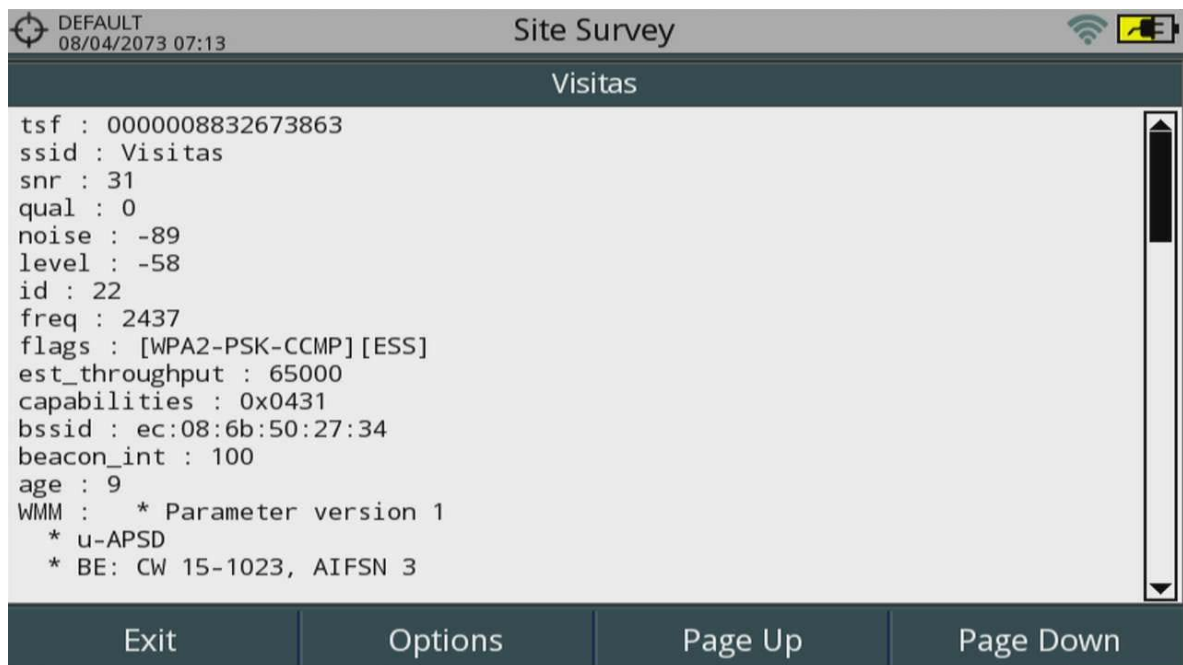 DEFAULT
08/04/2073 07:13
Site Survey
Visitas
tsf : 0000008832673863
ssid : Visitas
snr : 31
qual : 0
noise : -89
level : -58
id : 22
freq : 2437
flags : [WPA2-PSK-CCMP][ESS]
est_throughput : 65000
capabilities : 0x0431
bssid : ec:08:6b:50:27:34
beacon_int : 100
age : 9
WMM :   * Parameter version 1
  * u-APSD
  * BE: CW 15-1023, AIFSN 3
Exit
Options
Page Up
Page Down